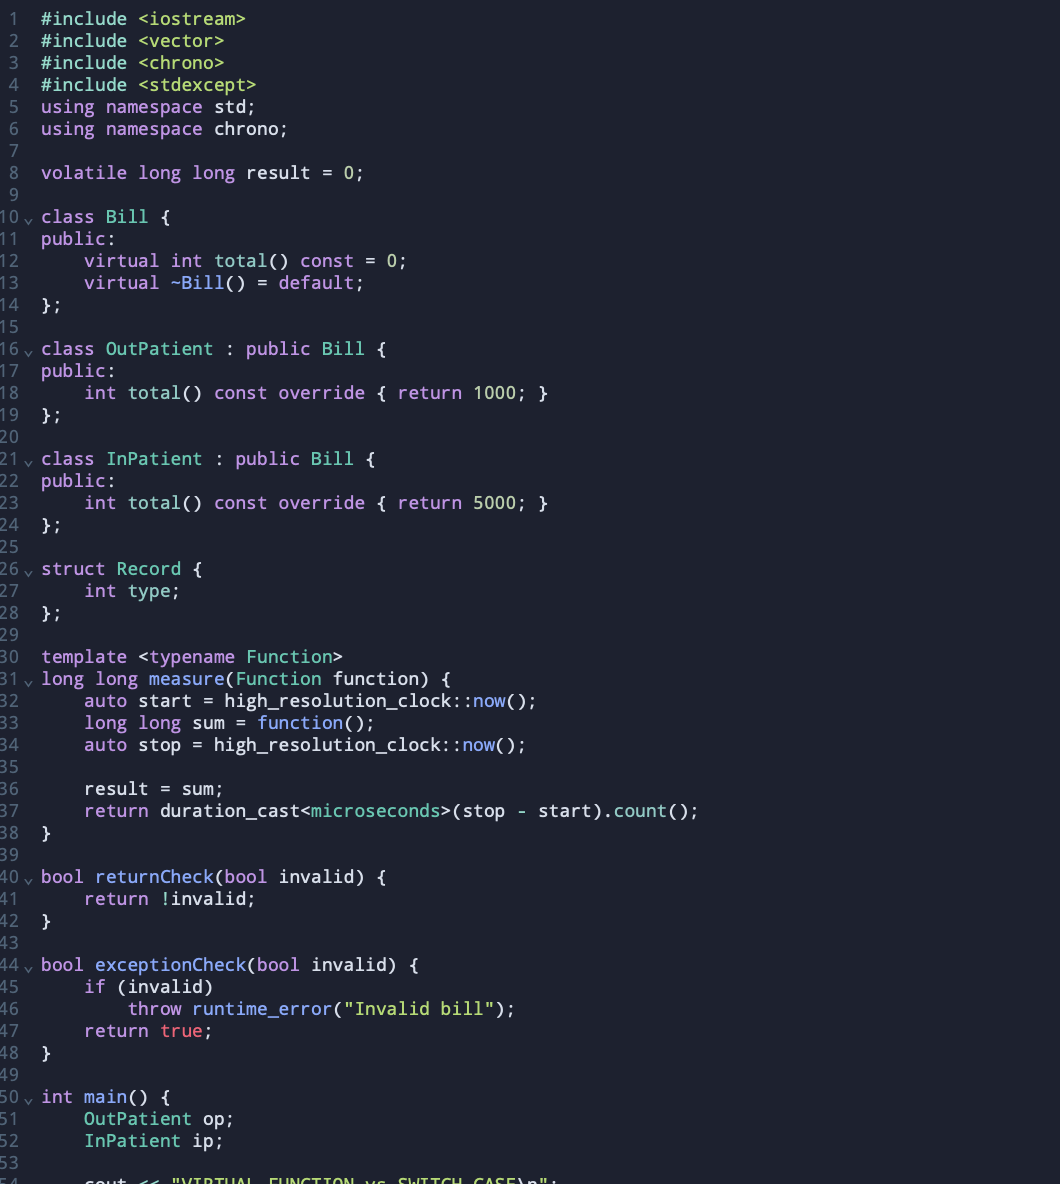 1 #include <iostream>
2 #include <vector>
3 #include <chrono>
4 #include <stdexcept>
5 using namespace std;
6 using namespace chrono;
7
8 volatile long long result = 0;
9
10 class Bill {
11 public:
12     virtual int total() const = 0;
13     virtual ~Bill() = default;
14 };
15
16 class OutPatient : public Bill {
17 public:
18     int total() const override { return 1000; }
19 };
20
21 class InPatient : public Bill {
22 public:
23     int total() const override { return 5000; }
24 };
25
26 struct Record {
27     int type;
28 };
29
30 template <typename Function>
31 long long measure(Function function) {
32     auto start = high_resolution_clock::now();
33     long long sum = function();
34     auto stop = high_resolution_clock::now();
35
36     result = sum;
37     return duration_cast<microseconds>(stop - start).count();
38 }
39
40 bool returnCheck(bool invalid) {
41     return !invalid;
42 }
43
44 bool exceptionCheck(bool invalid) {
45     if (invalid)
46         throw runtime_error("Invalid bill");
47     return true;
48 }
49
50 int main() {
51     OutPatient op;
52     InPatient ip;
53
54     cout << "VIRTUAL FUNCTION vs SWITCH CASE\n";